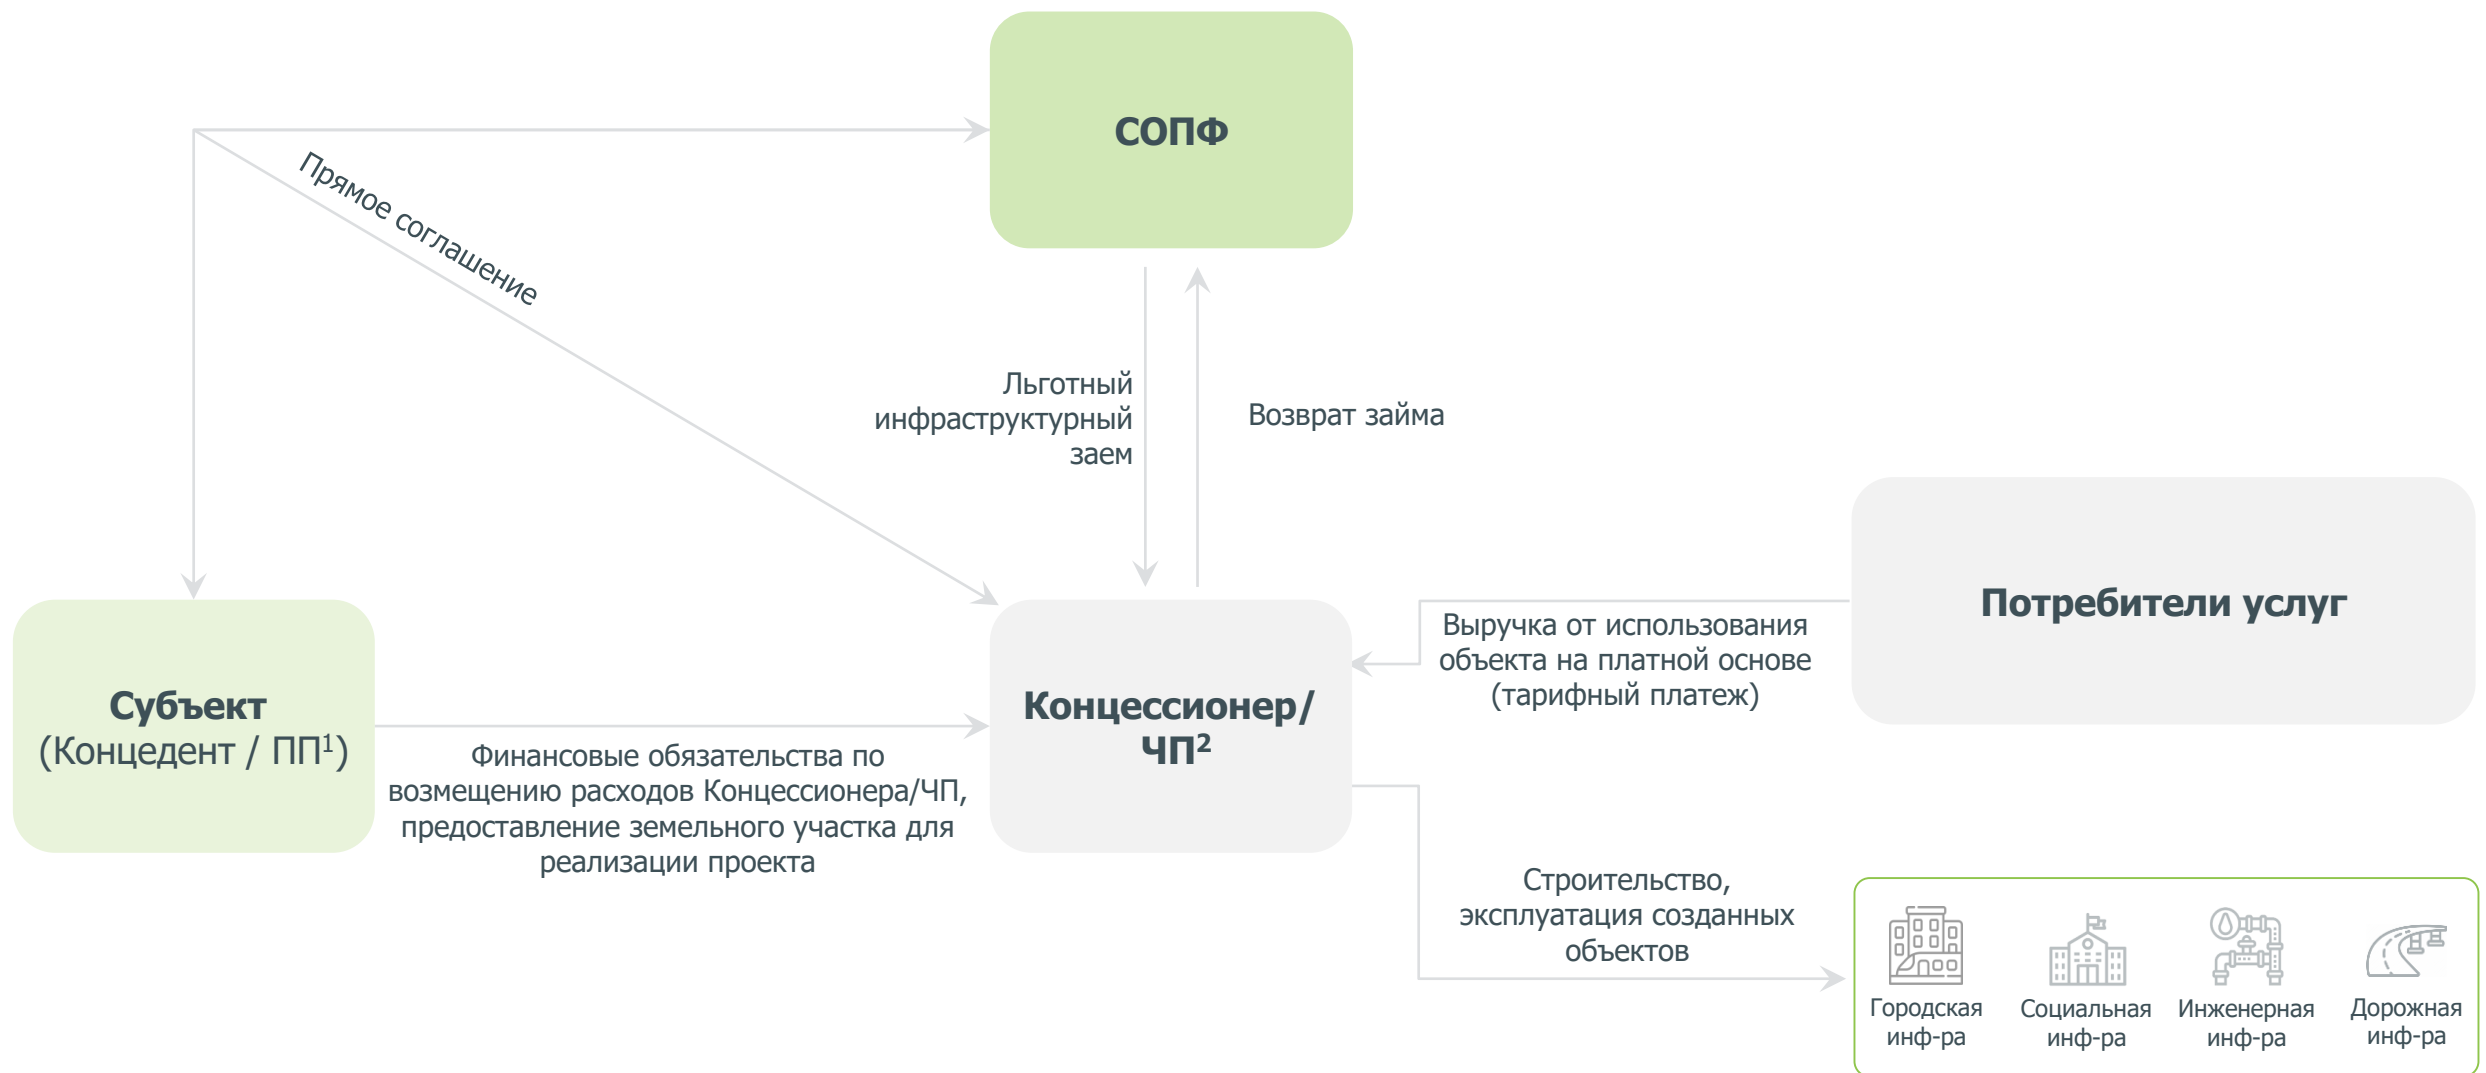 СОПФ
Прямое соглашение
Льготный
инфраструктурный
заем
Возврат займа
Потребители услуг
Выручка от использования
объекта на платной основе
(тарифный платеж)
Субъект
(Концедент / ПП¹)
Концессионер/
ЧП²
Финансовые обязательства по
возмещению расходов Концессионера/ЧП,
предоставление земельного участка для
реализации проекта
Строительство,
эксплуатация созданных
объектов
Городская
инф-ра
Социальная
инф-ра
Инженерная
инф-ра
Дорожная
инф-ра